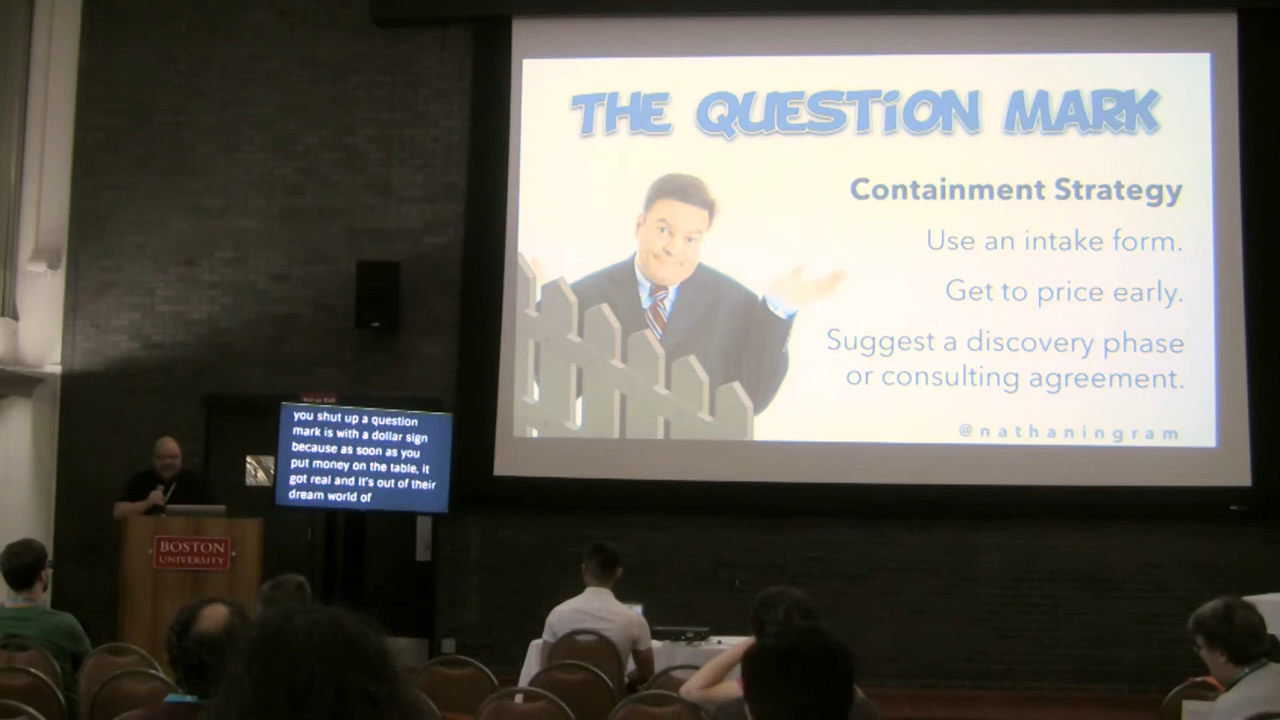 THE QUESTiON MARK
Containment Strategy
Use an intake form.
Get to price early.
Suggest a discovery phase
or consulting agreement.
@nathaningram
you shut up a question
mark is with a dollar sign
because as soon as you
put money on the table, it
got real and it's out of their
dream world of
BOSTON
UNIVERSITY